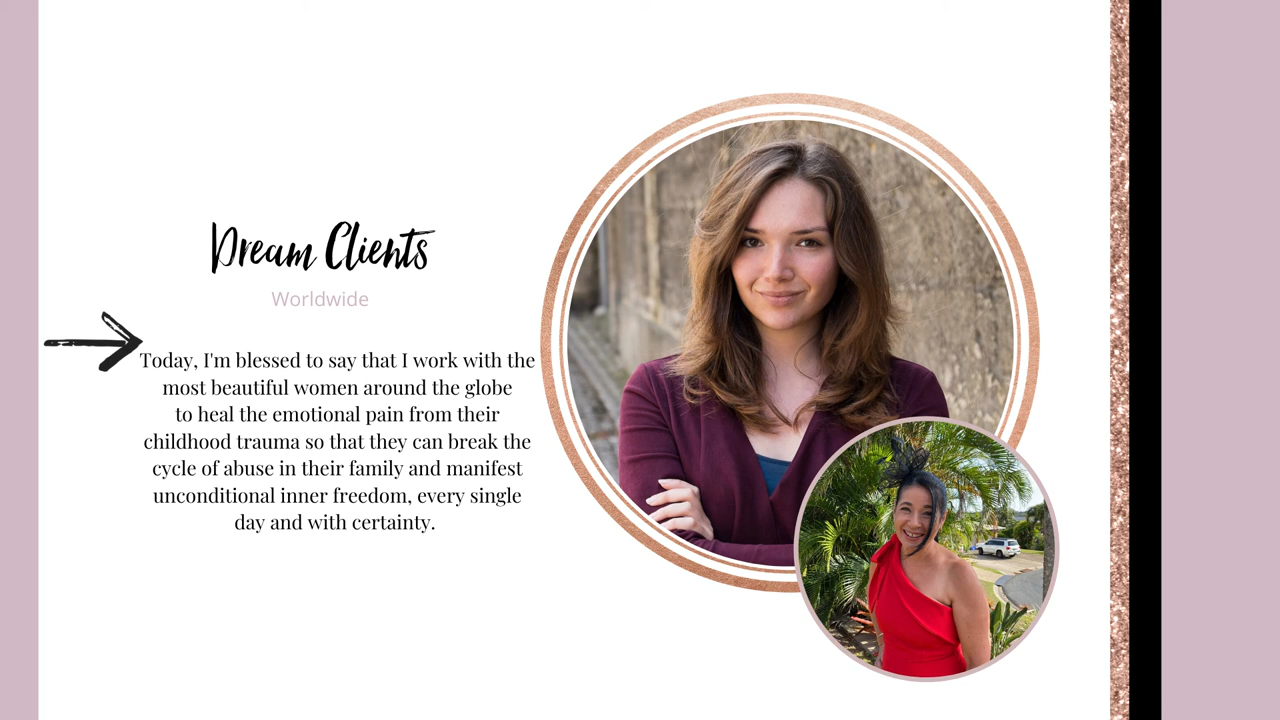 Dream Clients
Worldwide
Today, I'm blessed to say that I work with the
most beautiful women around the globe
to heal the emotional pain from their
childhood trauma so that they can break the
cycle of abuse in their family and manifest
unconditional inner freedom, every single
day and with certainty.